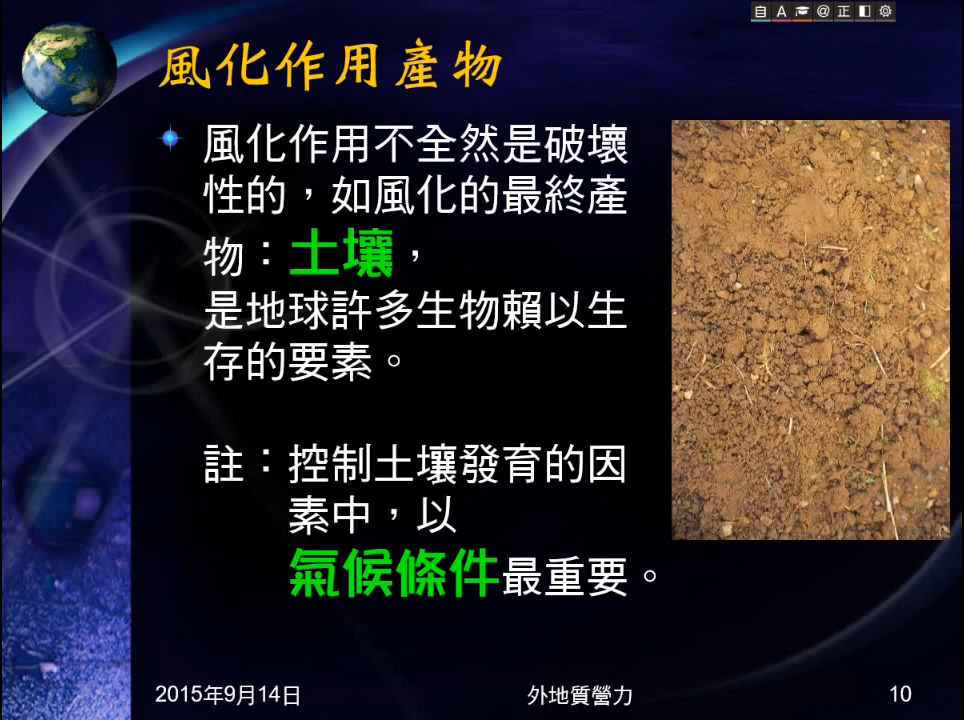 自 A @ 正
風化作用產物
風化作用不全然是破壞
性的，如風化的最終產
物：土壤，
是地球許多生物賴以生
存的要素。
註：控制土壤發育的因
素中，以
氣候條件最重要。
2015年9月14日
外地質營力
10